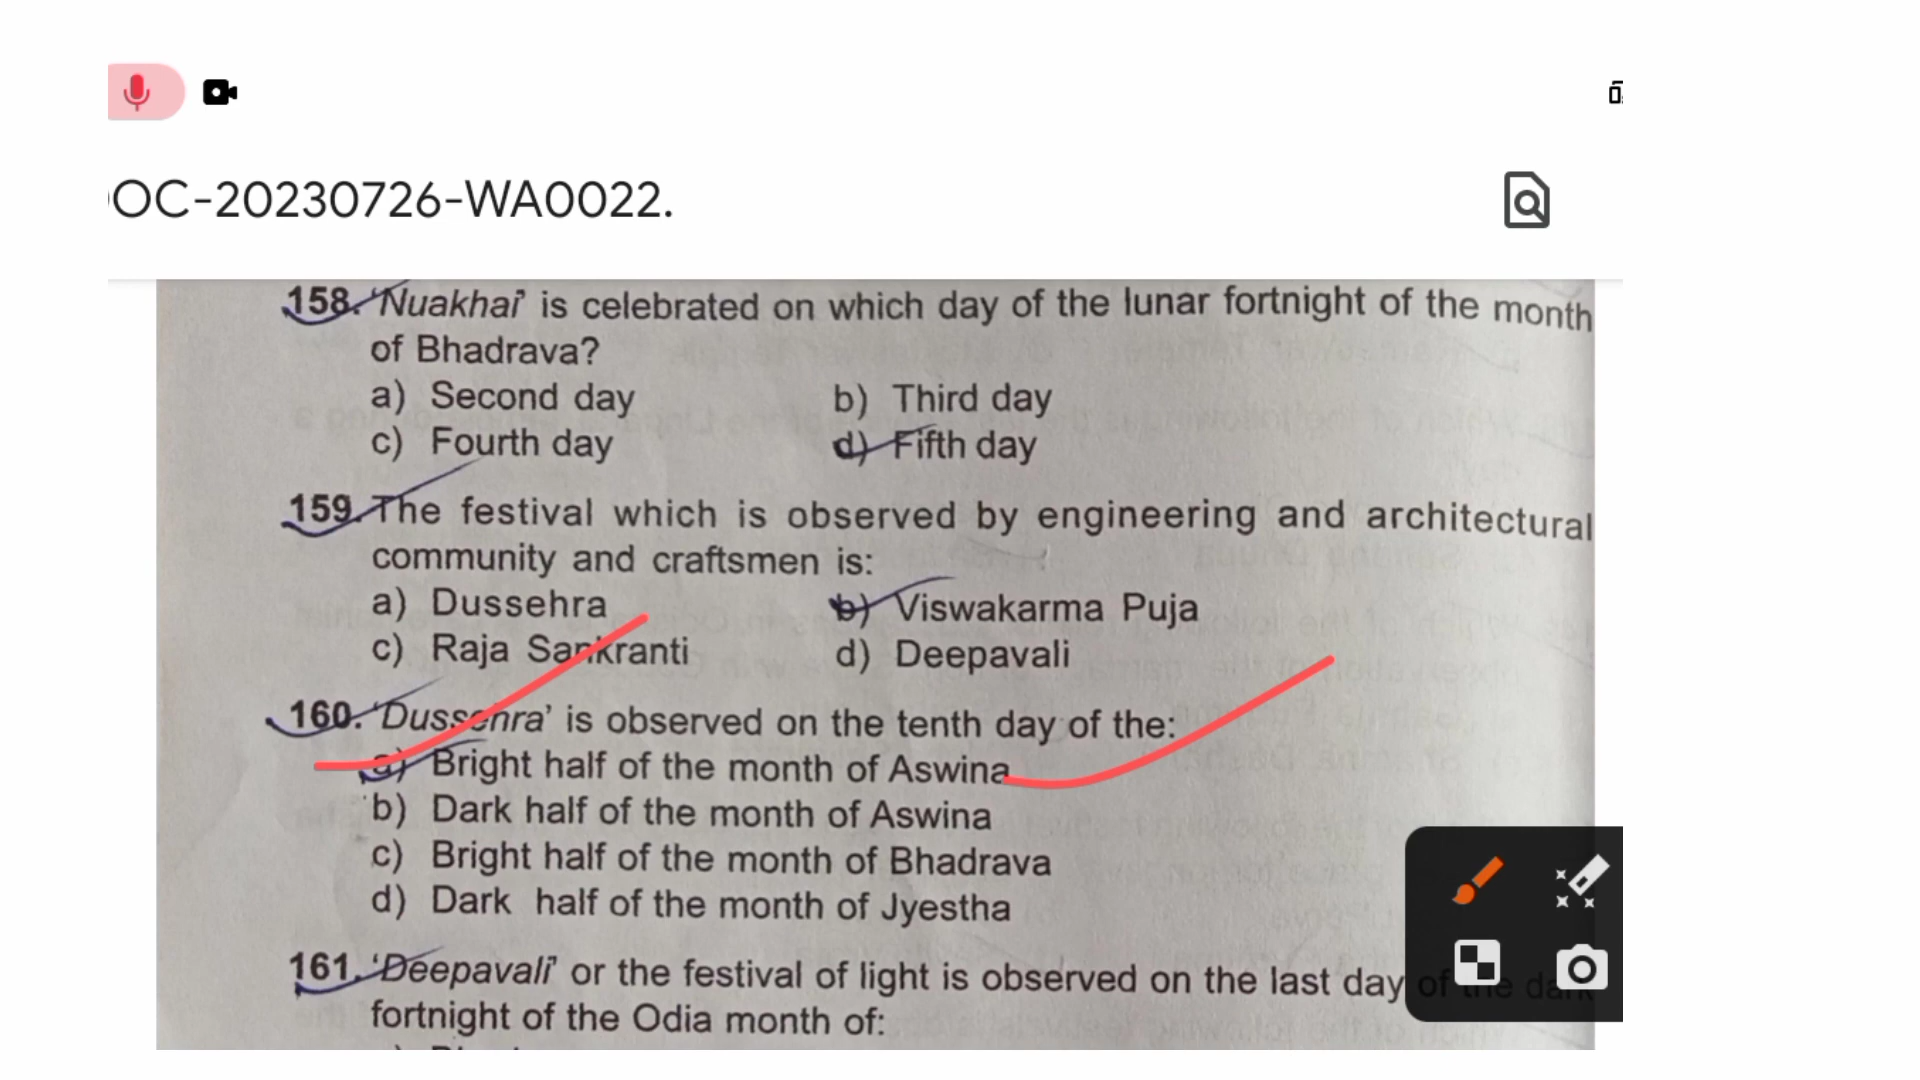 OC-20230726-WA0022.
158. 'Nuakhai' is celebrated on which day of the lunar fortnight of the month
of Bhadrava?
a) Second day b) Third day
c) Fourth day d) Fifth day
159. The festival which is observed by engineering and architectural
community and craftsmen is:
a) Dussehra b) Viswakarma Puja
c) Raja Sankranti d) Deepavali
160. 'Dussehra' is observed on the tenth day of the:
a) Bright half of the month of Aswina
b) Dark half of the month of Aswina
c) Bright half of the month of Bhadrava
d) Dark half of the month of Jyestha
161. 'Deepavali' or the festival of light is observed on the last day of the dark
fortnight of the Odia month of: